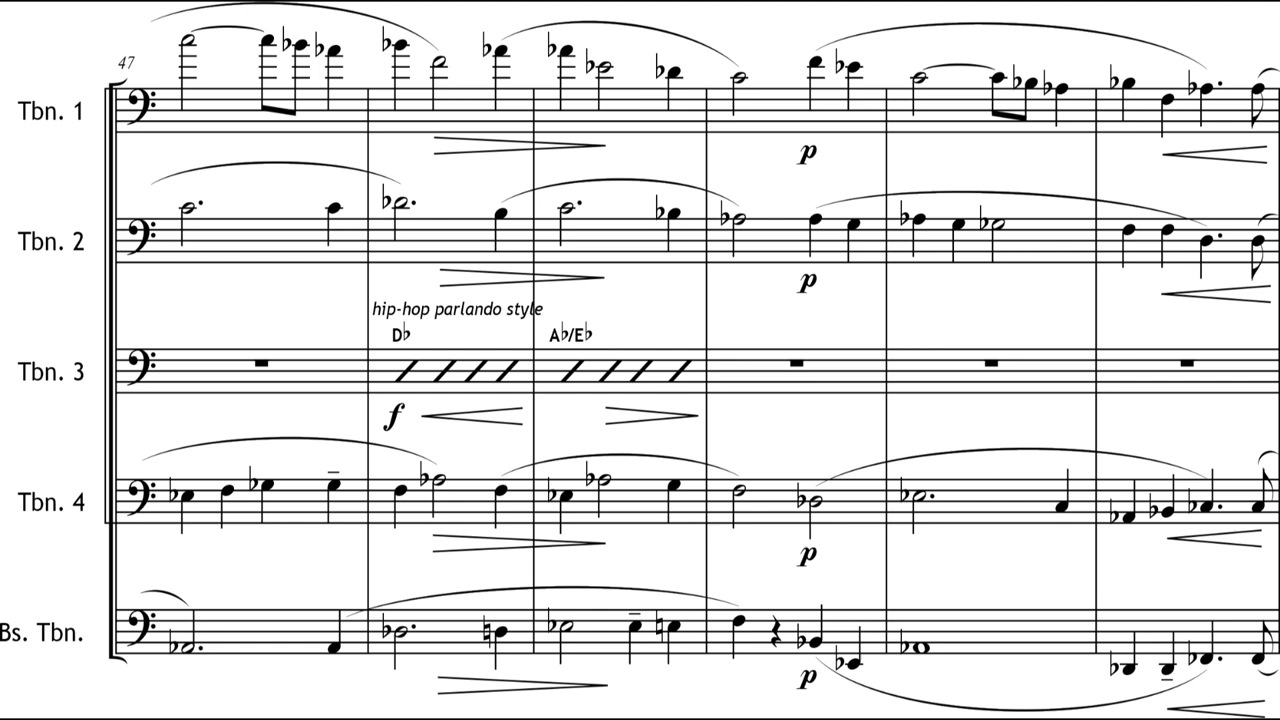 47
Tbn. 1
p
Tbn. 2
p
hip-hop parlando style
D♭ A♭/E♭
Tbn. 3
f
Tbn. 4
p
Bs. Tbn.
p